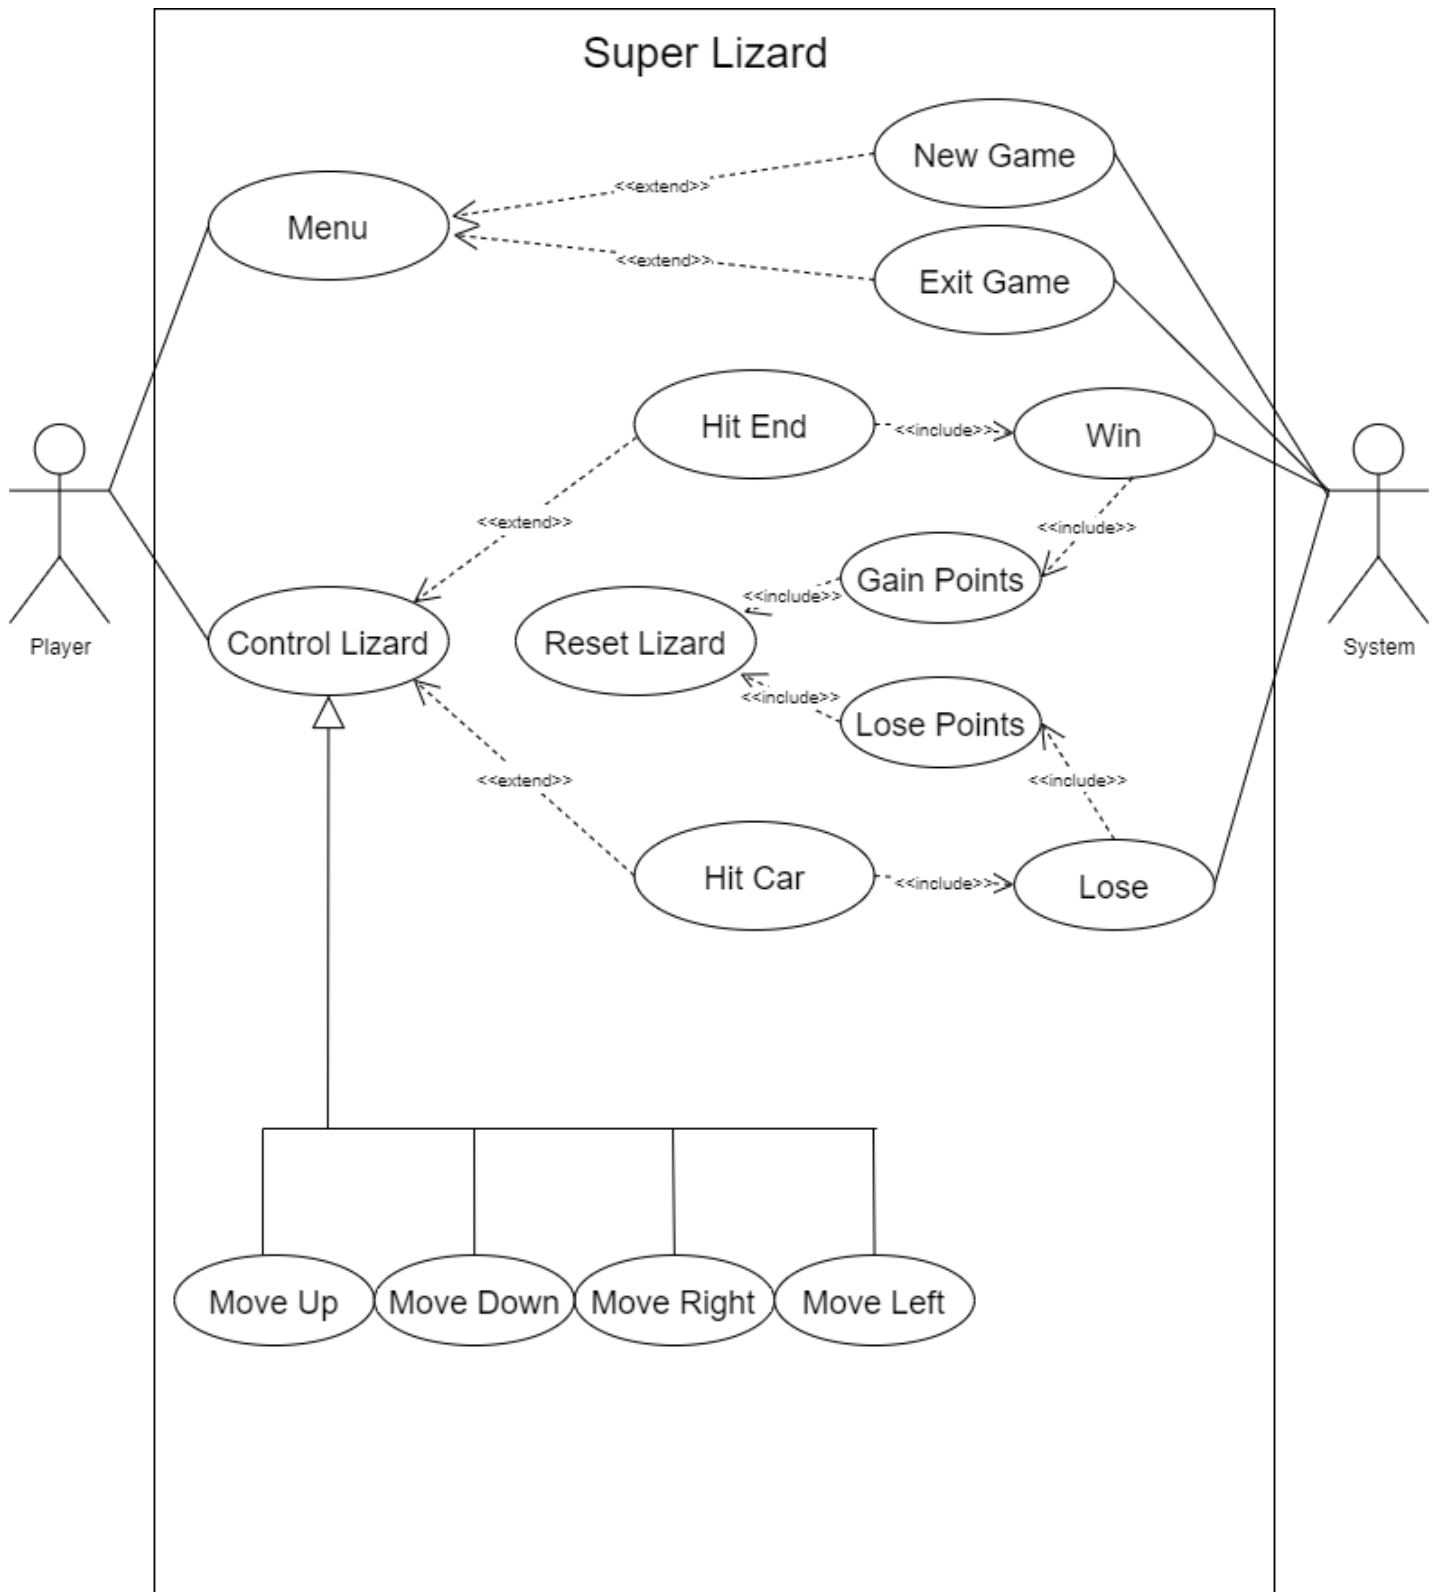 Super Lizard
New Game
<<extend>>
Menu
<<extend>>
Exit Game
Hit End
<<include>>
Win
<<extend>>
<<include>>
Gain Points
<<include>>
Control Lizard
Reset Lizard
Player
System
<<include>>
Lose Points
<<extend>>
<<include>>
Hit Car
<<include>>
Lose
Move Up
Move Down
Move Right
Move Left